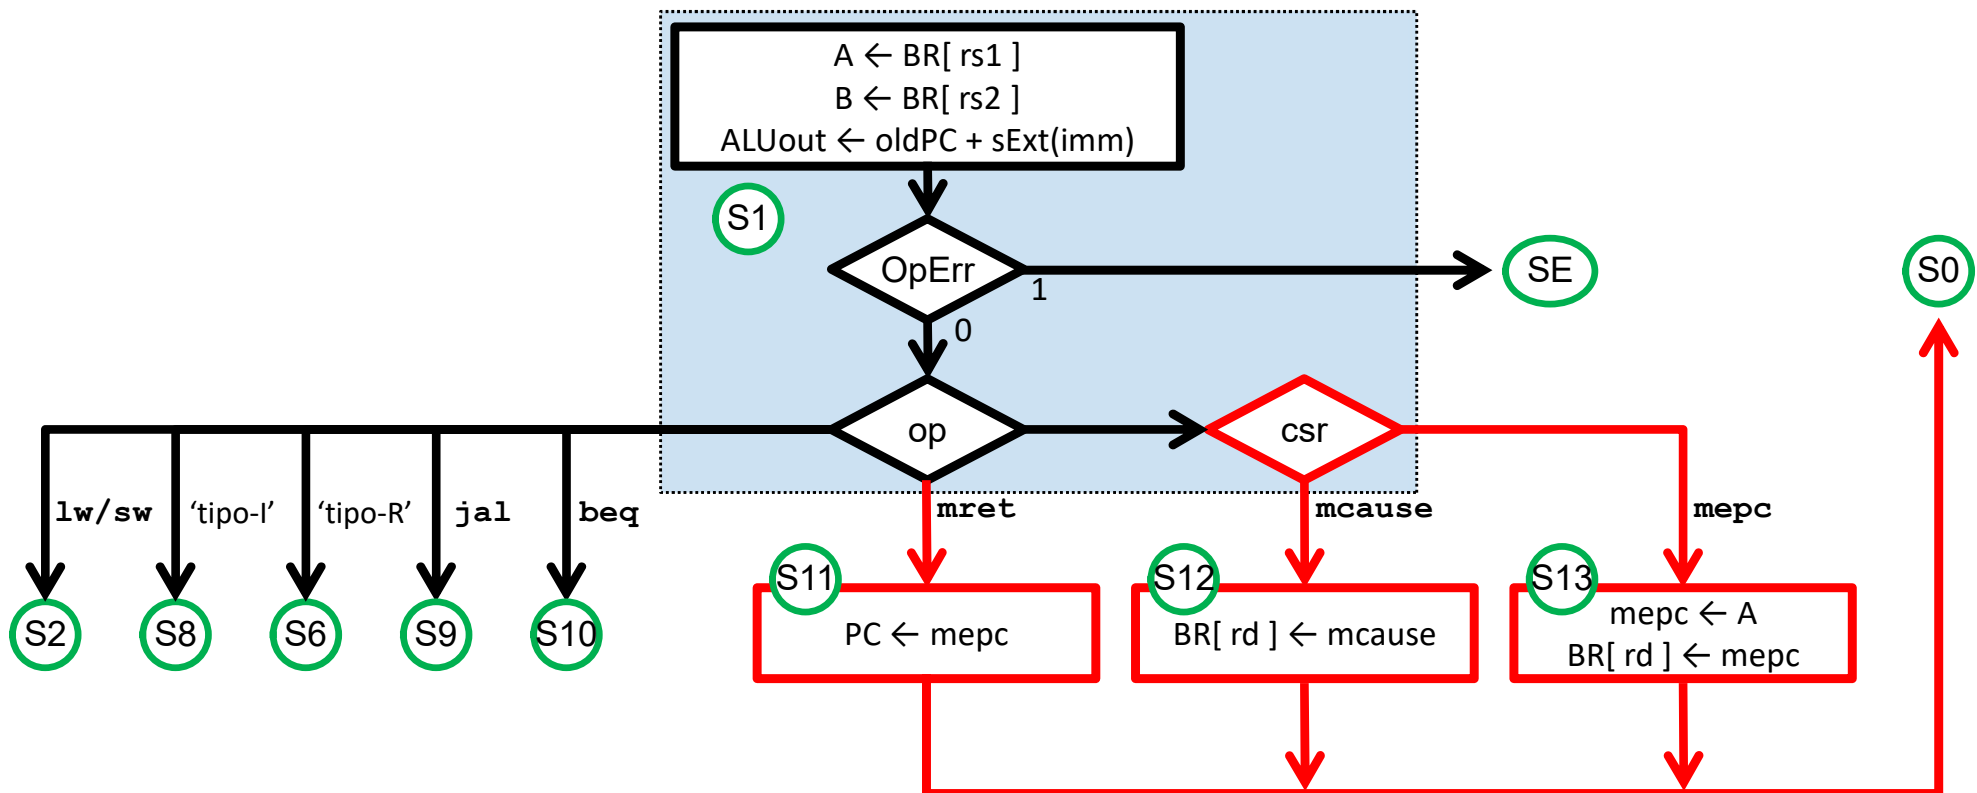 A ← BR[ rs1 ]
B ← BR[ rs2 ]
ALUout ← oldPC + sExt(imm)
S1
OpErr
1
SE
S0
0
op
csr
lw/sw
‘tipo-I’
‘tipo-R’
jal
beq
mret
mcause
mepc
S11
S12
S13
S2
S8
S6
S9
S10
PC ← mepc
BR[ rd ] ← mcause
mepc ← A
BR[ rd ] ← mepc